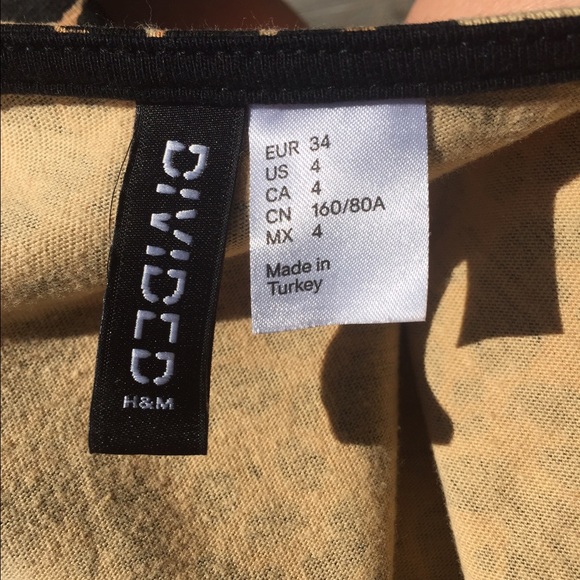 DIVIDED
H&M
EUR 34
US 4
CA 4
CN 160/80A
MX 4
Made in
Turkey